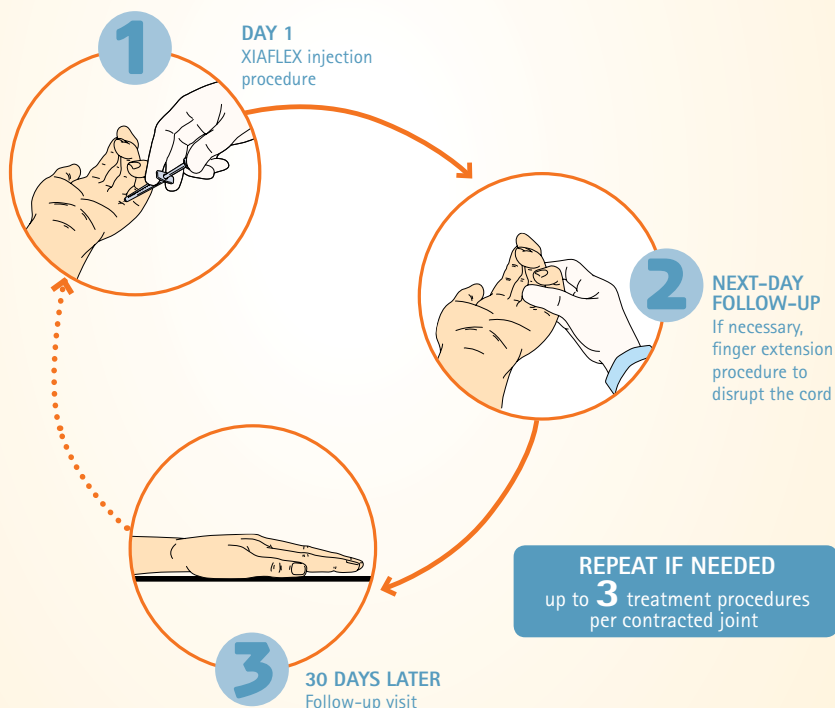 1
DAY 1
XIAFLEX injection
procedure
2
NEXT-DAY
FOLLOW-UP
If necessary,
finger extension
procedure to
disrupt the cord
3
30 DAYS LATER
Follow-up visit
REPEAT IF NEEDED
up to 3 treatment procedures
per contracted joint